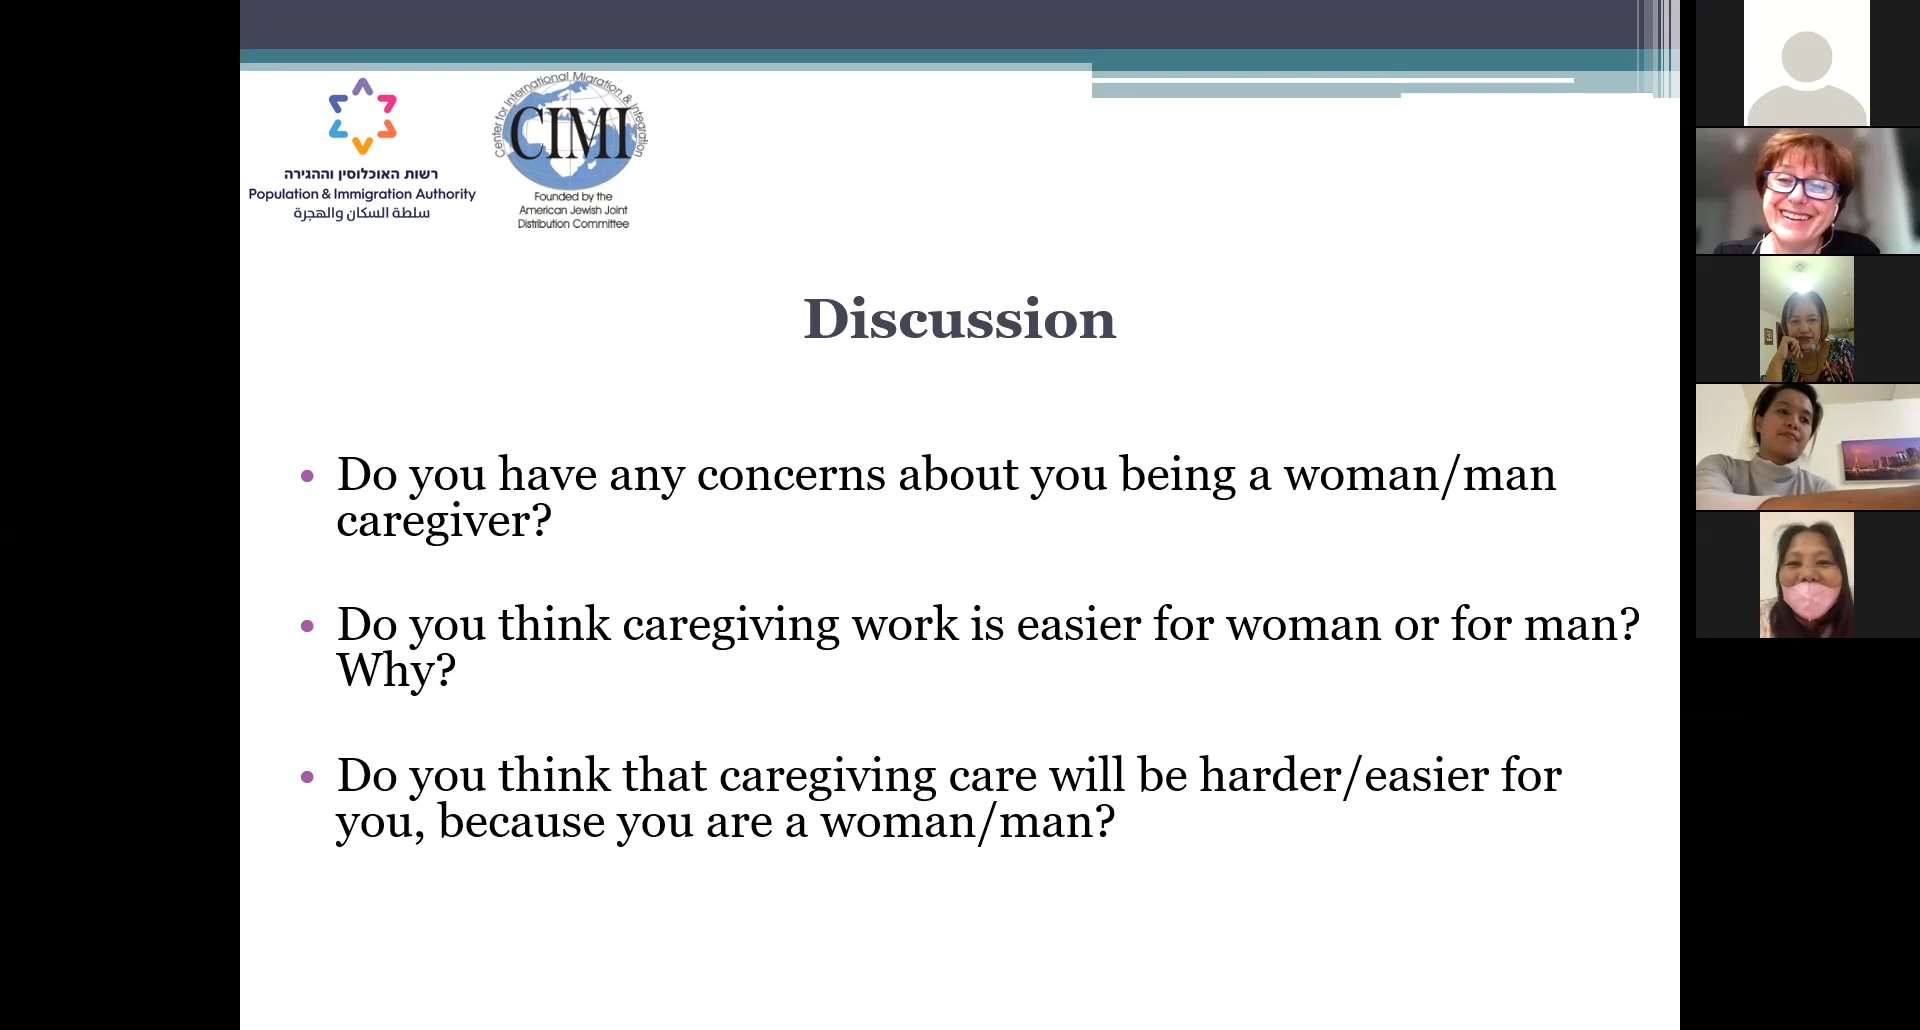 רשות האוכלוסין וההגירה
Population & Immigration Authority
سلطة السكان والهجرة
Center for International Migration & Integration
CIMI
Founded by the
American Jewish Joint
Distribution Committee
Discussion
• Do you have any concerns about you being a woman/man
caregiver?
• Do you think caregiving work is easier for woman or for man?
Why?
• Do you think that caregiving care will be harder/easier for
you, because you are a woman/man?